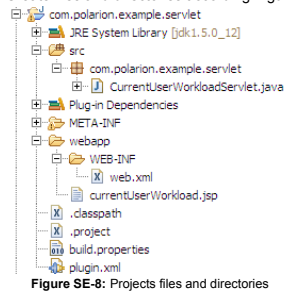 com.polarion.example.servlet
JRE System Library [jdk1.5.0_12]
src
com.polarion.example.servlet
CurrentUserWorkloadServlet.java
Plug-in Dependencies
META-INF
webapp
WEB-INF
web.xml
currentUserWorkload.jsp
.classpath
.project
build.properties
plugin.xml
Figure SE-8: Projects files and directories